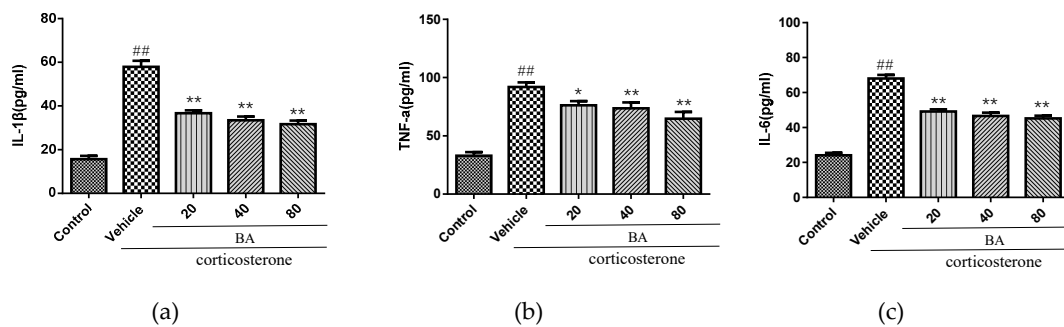 80
60
40
20
0
IL-1β(pg/ml)
##
**
**
**
Control
Vehicle
20
40
80
BA
corticosterone
(a)
150
100
50
0
TNF-a(pg/ml)
##
*
**
**
Control
Vehicle
20
40
80
BA
corticosterone
(b)
100
80
60
40
20
0
IL-6(pg/ml)
##
**
**
**
Control
Vehicle
20
40
80
BA
corticosterone
(c)